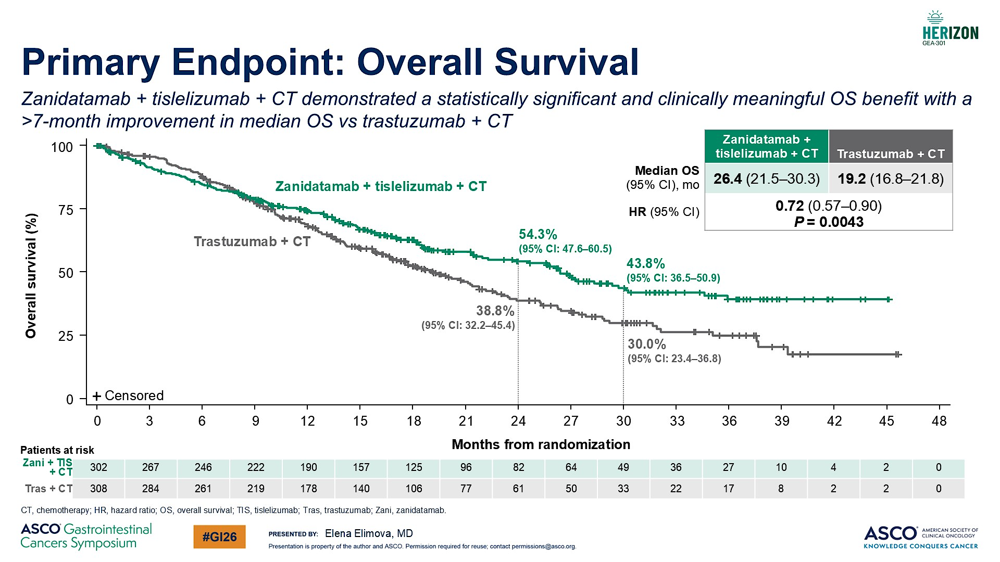 HERIZON
GEA-301
Primary Endpoint: Overall Survival
Zanidatamab + tislelizumab + CT demonstrated a statistically significant and clinically meaningful OS benefit with a
>7-month improvement in median OS vs trastuzumab + CT
Zanidatamab +
tislelizumab + CT
Trastuzumab + CT
Median OS
(95% CI), mo
26.4 (21.5–30.3)
19.2 (16.8–21.8)
HR (95% CI)
0.72 (0.57–0.90)
P = 0.0043
Overall survival (%)
100
75
50
25
0
Zanidatamab + tislelizumab + CT
Trastuzumab + CT
54.3%
(95% CI: 47.6–60.5)
43.8%
(95% CI: 36.5–50.9)
38.8%
(95% CI: 32.2–45.4)
30.0%
(95% CI: 23.4–36.8)
+ Censored
0 3 6 9 12 15 18 21 24 27 30 33 36 39 42 45 48
Months from randomization
Patients at risk
Zani + TIS
+ CT
302 267 246 222 190 157 125 96 82 64 49 36 27 10 4 2 0
Tras + CT 308 284 261 219 178 140 106 77 61 50 33 22 17 8 2 2 0
CT, chemotherapy; HR, hazard ratio; OS, overall survival; TIS, tislelizumab; Tras, trastuzumab; Zani, zanidatamab.
ASCO Gastrointestinal
Cancers Symposium
#GI26
PRESENTED BY: Elena Elimova, MD
Presentation is property of the author and ASCO. Permission required for reuse; contact permissions@asco.org.
ASCO AMERICAN SOCIETY OF
CLINICAL ONCOLOGY
KNOWLEDGE CONQUERS CANCER